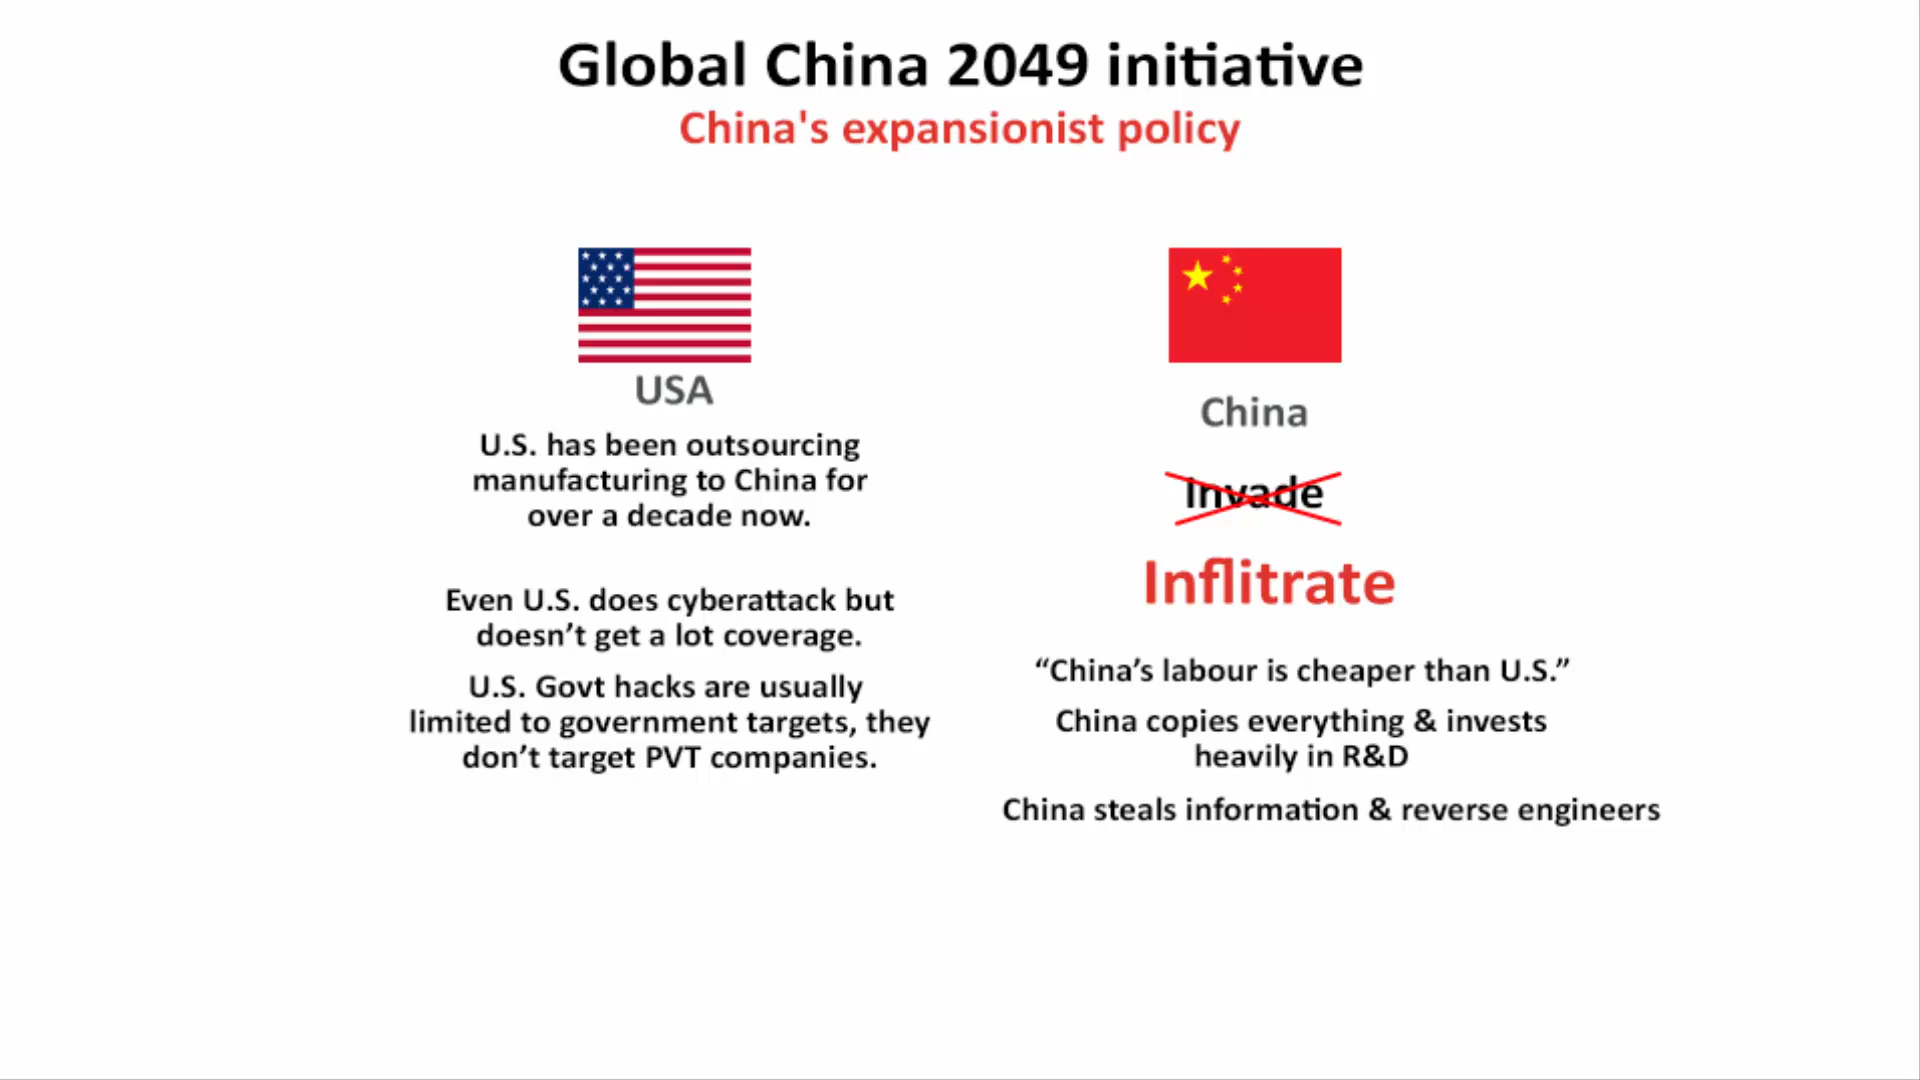 Global China 2049 initiative
China's expansionist policy
USA
U.S. has been outsourcing
manufacturing to China for
over a decade now.
Even U.S. does cyberattack but
doesn’t get a lot coverage.
U.S. Govt hacks are usually
limited to government targets, they
don’t target PVT companies.
China
Invade
Inflitrate
“China’s labour is cheaper than U.S.”
China copies everything & invests
heavily in R&D
China steals information & reverse engineers